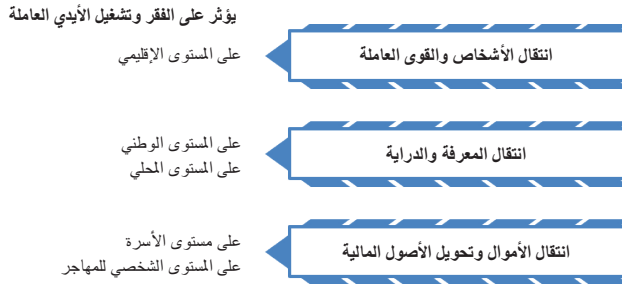 يؤثر على الفقر وتشغيل الأيدي العاملة
انتقال الأشخاص والقوى العاملة
على المستوى الإقليمي
انتقال المعرفة والدراية
على المستوى الوطني
على المستوى المحلي
انتقال الأموال وتحويل الأصول المالية
على مستوى الأسرة
على المستوى الشخصي للمهاجر